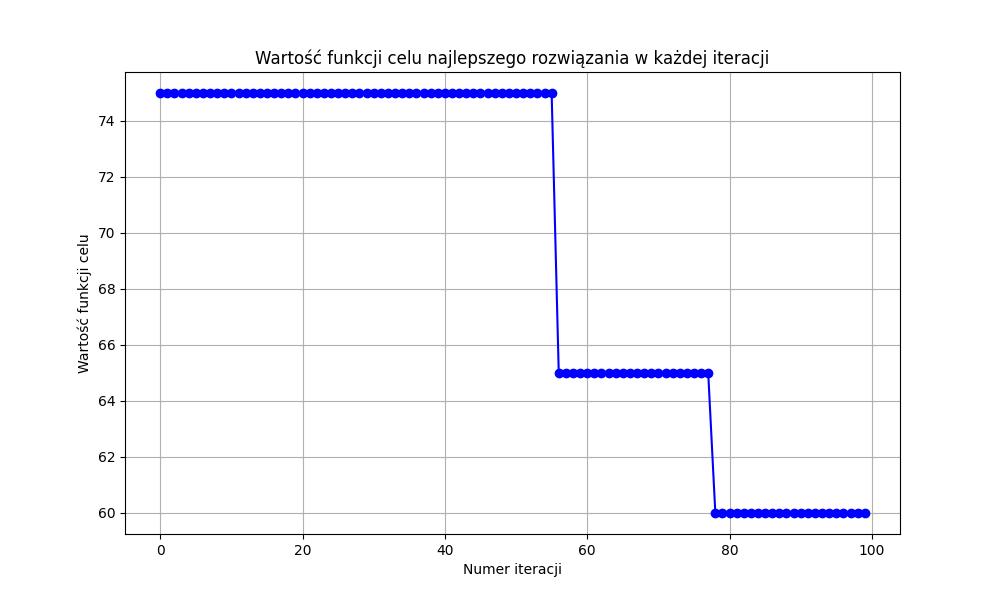 Wartość funkcji celu najlepszego rozwiązania w każdej iteracji
Wartość funkcji celu
74
72
70
68
66
64
62
60
0 20 40 60 80 100
Numer iteracji